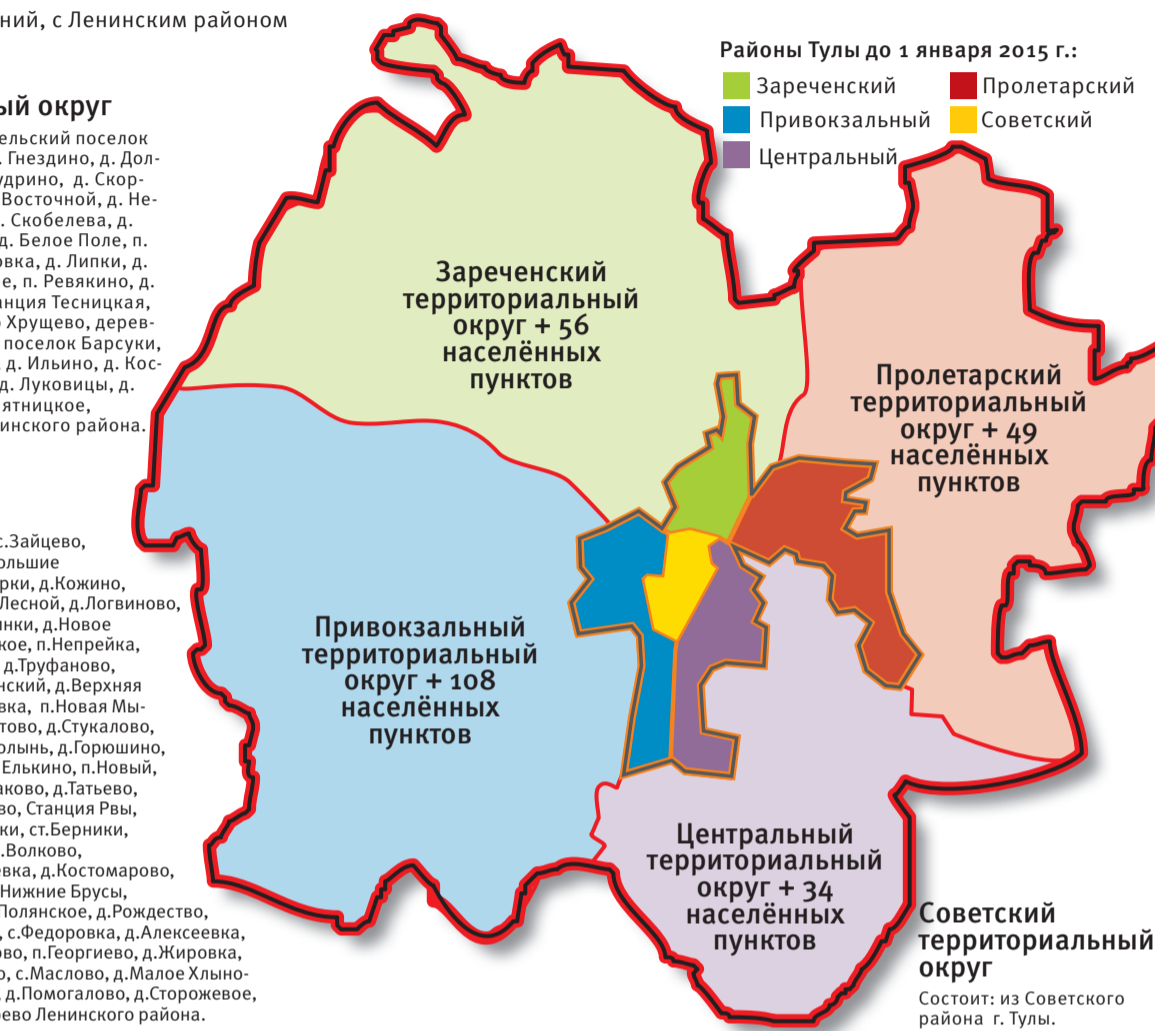 ний, с Ленинским районом
ый округ
ельский поселок
. Гнездино, д. Дол-
удрино, д. Скор-
Восточной, д. Не-
. Скобелева, д.
д. Белое Поле, п.
овка, д. Липки, д.
е, п. Ревякино, д.
анция Тесницкая,
о Хрущево, дерев-
поселок Барсуки,
д. Ильино, д. Кос-
д. Луковицы, д.
ятницкое,
инского района.
с.Зайцево,
ольшие
рки, д.Кожино,
Лесной, д.Логвиново,
инки, д.Новое
кое, п.Непрейка,
д.Труфаново,
нский, д.Верхняя
вка, п.Новая Мы-
тово, д.Стукалово,
олынь, д.Горюшино,
Елькино, п.Новый,
аково, д.Татьево,
во, Станция Рвы,
ки, ст.Берники,
.Волково,
евка, д.Костомарово,
Нижние Брусы,
Полянское, д.Рождество,
, с.Федоровка, д.Алексеевка,
ово, п.Георгиево, д.Жировка,
о, с.Маслово, д.Малое Хлыно-
, д.Помогалово, д.Сторожевое,
рево Ленинского района.
Районы Тулы до 1 января 2015 г.:
Зареченский
Пролетарский
Привокзальный
Советский
Центральный
Зареченский
территориальный
округ + 56
населённых
пунктов
Пролетарский
территориальный
округ + 49
населённых
пунктов
Привокзальный
территориальный
округ + 108
населённых
пунктов
Центральный
территориальный
округ + 34
населённых
пунктов
Советский
территориальный
округ
Состоит: из Советского
района г. Тулы.